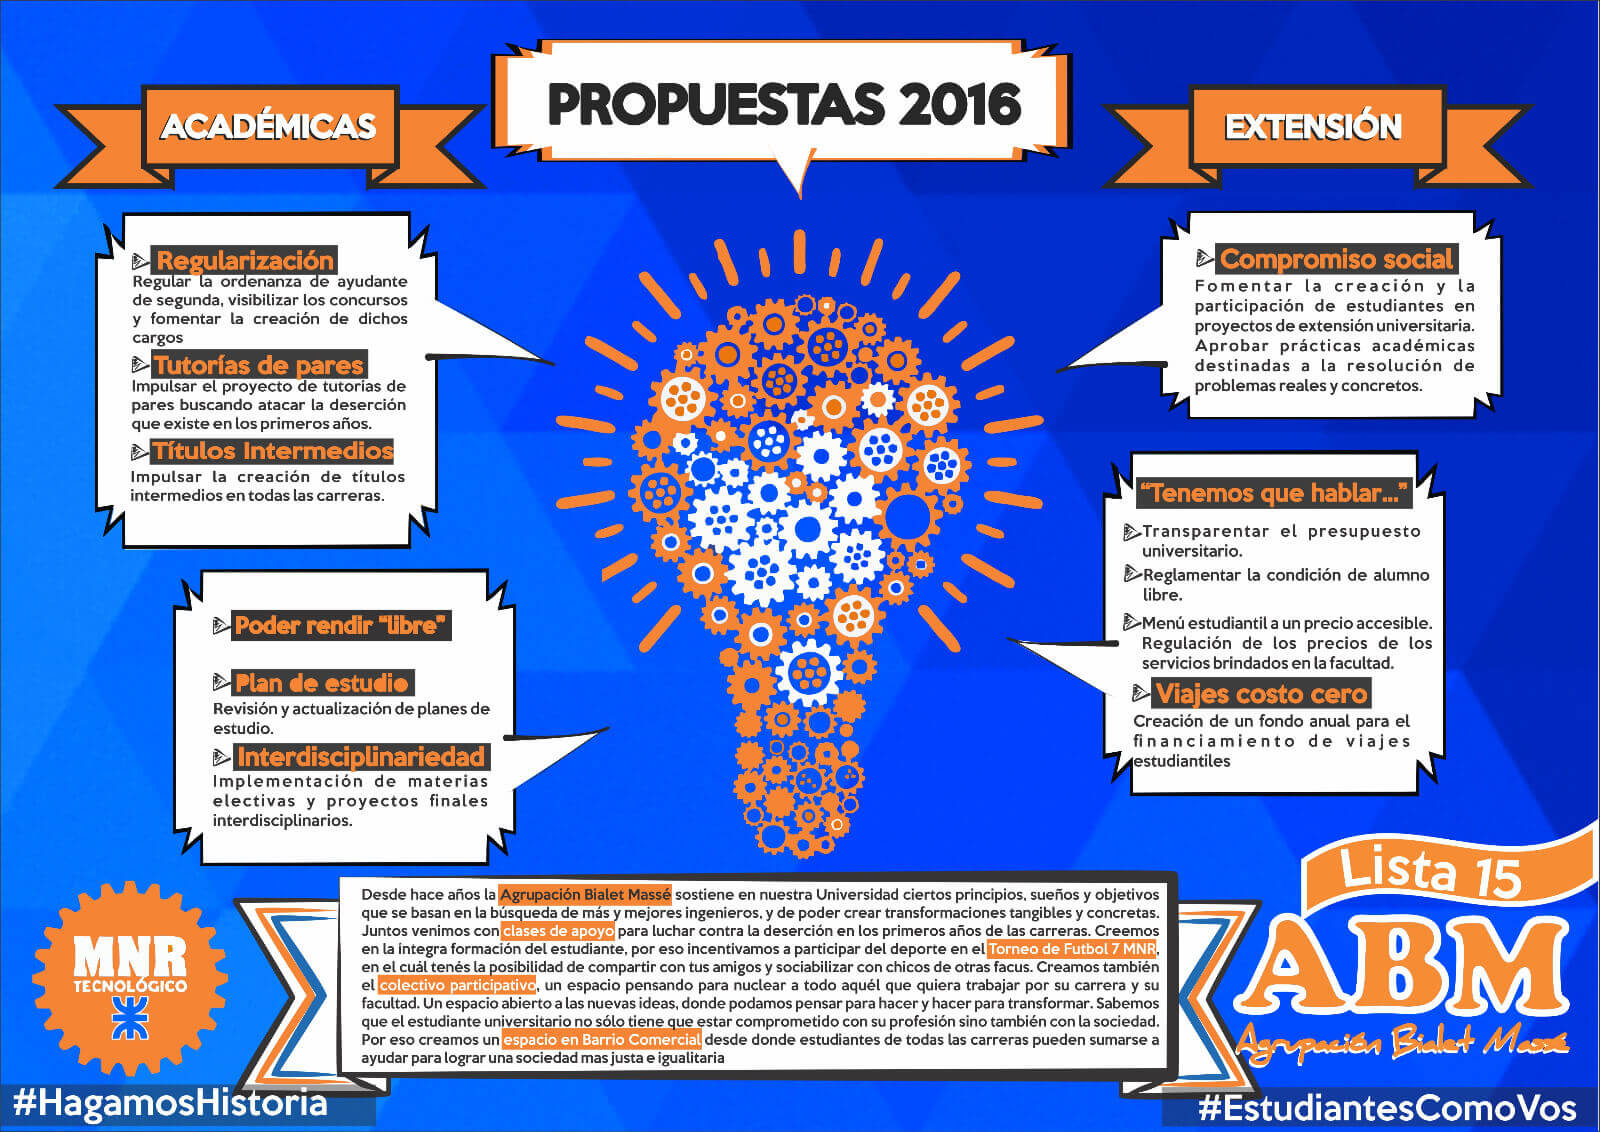 PROPUESTAS 2016
ACADÉMICAS
Regularización
Regular la ordenanza de ayudante
de segunda, visibilizar los concursos
y fomentar la creación de dichos
cargos
Tutorías de pares
Impulsar el proyecto de tutorías de
pares buscando atacar la deserción
que existe en los primeros años.
Títulos Intermedios
Impulsar la creación de títulos
intermedios en todas las carreras.
Poder rendir "libre"
Plan de estudio
Revisión y actualización de planes de
estudio.
Interdisciplinariedad
Implementación de materias
electivas y proyectos finales
interdisciplinarios.
EXTENSIÓN
Compromiso social
Fomentar la creación y la
participación de estudiantes en
proyectos de extensión universitaria.
Aprobar prácticas académicas
destinadas a la resolución de
problemas reales y concretos.
"Tenemos que hablar..."
Transparentar el presupuesto
universitario.
Reglamentar la condición de alumno
libre.
Menú estudiantil a un precio accesible.
Regulación de los precios de los
servicios brindados en la facultad.
Viajes costo cero
Creación de un fondo anual para el
financiamiento de viajes
estudiantiles
Desde hace años la Agrupación Bialet Massé sostiene en nuestra Universidad ciertos principios, sueños y objetivos
que se basan en la búsqueda de más y mejores ingenieros, y de poder crear transformaciones tangibles y concretas.
Juntos venimos con clases de apoyo para luchar contra la deserción en los primeros años de las carreras. Creemos
en la íntegra formación del estudiante, por eso incentivamos a participar del deporte en el Torneo de Futbol 7 MNR,
en el cuál tenés la posibilidad de compartir con tus amigos y sociabilizar con chicos de otras facus. Creamos también
el colectivo participativo, un espacio pensando para nuclear a todo aquél que quiera trabajar por su carrera y su
facultad. Un espacio abierto a las nuevas ideas, donde podamos pensar para hacer y hacer para transformar. Sabemos
que el estudiante universitario no sólo tiene que estar comprometido con su profesión sino también con la sociedad.
Por eso creamos un espacio en Barrio Comercial desde donde estudiantes de todas las carreras pueden sumarse a
ayudar para lograr una sociedad mas justa e igualitaria
MNR
TECNOLÓGICO
#HagamosHistoria
Lista 15
ABM
Agrupación Bialet Massé
#EstudiantesComoVos